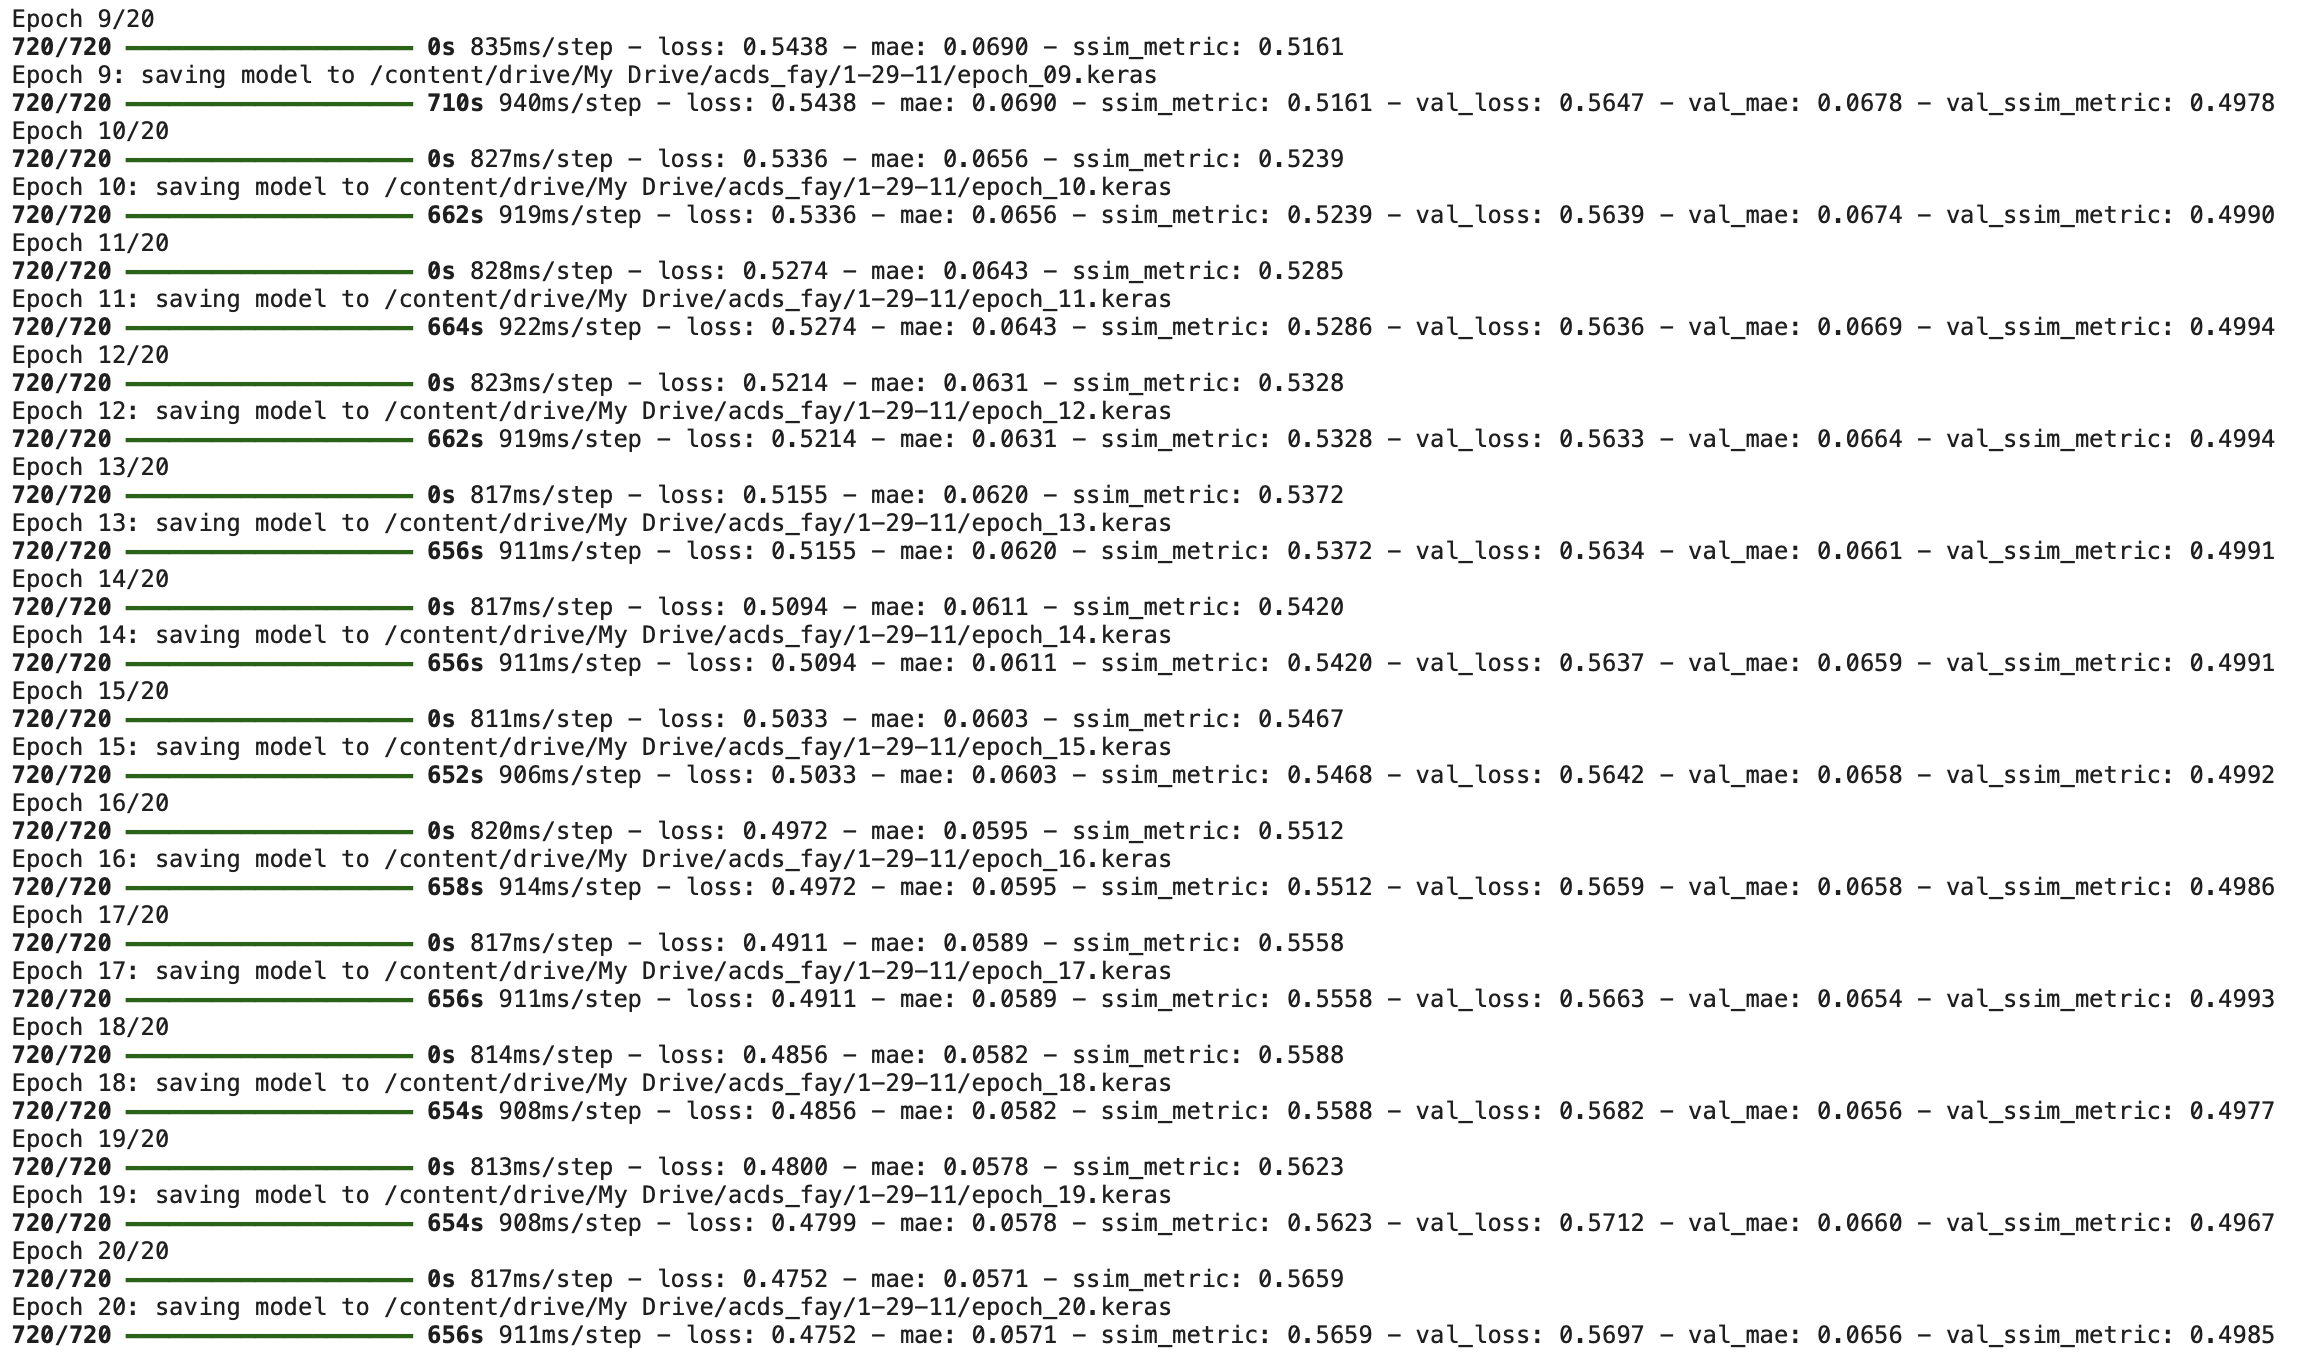 Epoch 9/20
720/720 ━━━━━━━━━━━━━━━━━━━━ 0s 835ms/step - loss: 0.5438 - mae: 0.0690 - ssim_metric: 0.5161
Epoch 9: saving model to /content/drive/My Drive/acds_fay/1-29-11/epoch_09.keras
720/720 ━━━━━━━━━━━━━━━━━━━━ 710s 940ms/step - loss: 0.5438 - mae: 0.0690 - ssim_metric: 0.5161 - val_loss: 0.5647 - val_mae: 0.0678 - val_ssim_metric: 0.4978
Epoch 10/20
720/720 ━━━━━━━━━━━━━━━━━━━━ 0s 827ms/step - loss: 0.5336 - mae: 0.0656 - ssim_metric: 0.5239
Epoch 10: saving model to /content/drive/My Drive/acds_fay/1-29-11/epoch_10.keras
720/720 ━━━━━━━━━━━━━━━━━━━━ 662s 919ms/step - loss: 0.5336 - mae: 0.0656 - ssim_metric: 0.5239 - val_loss: 0.5639 - val_mae: 0.0674 - val_ssim_metric: 0.4990
Epoch 11/20
720/720 ━━━━━━━━━━━━━━━━━━━━ 0s 828ms/step - loss: 0.5274 - mae: 0.0643 - ssim_metric: 0.5285
Epoch 11: saving model to /content/drive/My Drive/acds_fay/1-29-11/epoch_11.keras
720/720 ━━━━━━━━━━━━━━━━━━━━ 664s 922ms/step - loss: 0.5274 - mae: 0.0643 - ssim_metric: 0.5286 - val_loss: 0.5636 - val_mae: 0.0669 - val_ssim_metric: 0.4994
Epoch 12/20
720/720 ━━━━━━━━━━━━━━━━━━━━ 0s 823ms/step - loss: 0.5214 - mae: 0.0631 - ssim_metric: 0.5328
Epoch 12: saving model to /content/drive/My Drive/acds_fay/1-29-11/epoch_12.keras
720/720 ━━━━━━━━━━━━━━━━━━━━ 662s 919ms/step - loss: 0.5214 - mae: 0.0631 - ssim_metric: 0.5328 - val_loss: 0.5633 - val_mae: 0.0664 - val_ssim_metric: 0.4994
Epoch 13/20
720/720 ━━━━━━━━━━━━━━━━━━━━ 0s 817ms/step - loss: 0.5155 - mae: 0.0620 - ssim_metric: 0.5372
Epoch 13: saving model to /content/drive/My Drive/acds_fay/1-29-11/epoch_13.keras
720/720 ━━━━━━━━━━━━━━━━━━━━ 656s 911ms/step - loss: 0.5155 - mae: 0.0620 - ssim_metric: 0.5372 - val_loss: 0.5634 - val_mae: 0.0661 - val_ssim_metric: 0.4991
Epoch 14/20
720/720 ━━━━━━━━━━━━━━━━━━━━ 0s 817ms/step - loss: 0.5094 - mae: 0.0611 - ssim_metric: 0.5420
Epoch 14: saving model to /content/drive/My Drive/acds_fay/1-29-11/epoch_14.keras
720/720 ━━━━━━━━━━━━━━━━━━━━ 656s 911ms/step - loss: 0.5094 - mae: 0.0611 - ssim_metric: 0.5420 - val_loss: 0.5637 - val_mae: 0.0659 - val_ssim_metric: 0.4991
Epoch 15/20
720/720 ━━━━━━━━━━━━━━━━━━━━ 0s 811ms/step - loss: 0.5033 - mae: 0.0603 - ssim_metric: 0.5467
Epoch 15: saving model to /content/drive/My Drive/acds_fay/1-29-11/epoch_15.keras
720/720 ━━━━━━━━━━━━━━━━━━━━ 652s 906ms/step - loss: 0.5033 - mae: 0.0603 - ssim_metric: 0.5468 - val_loss: 0.5642 - val_mae: 0.0658 - val_ssim_metric: 0.4992
Epoch 16/20
720/720 ━━━━━━━━━━━━━━━━━━━━ 0s 820ms/step - loss: 0.4972 - mae: 0.0595 - ssim_metric: 0.5512
Epoch 16: saving model to /content/drive/My Drive/acds_fay/1-29-11/epoch_16.keras
720/720 ━━━━━━━━━━━━━━━━━━━━ 658s 914ms/step - loss: 0.4972 - mae: 0.0595 - ssim_metric: 0.5512 - val_loss: 0.5659 - val_mae: 0.0658 - val_ssim_metric: 0.4986
Epoch 17/20
720/720 ━━━━━━━━━━━━━━━━━━━━ 0s 817ms/step - loss: 0.4911 - mae: 0.0589 - ssim_metric: 0.5558
Epoch 17: saving model to /content/drive/My Drive/acds_fay/1-29-11/epoch_17.keras
720/720 ━━━━━━━━━━━━━━━━━━━━ 656s 911ms/step - loss: 0.4911 - mae: 0.0589 - ssim_metric: 0.5558 - val_loss: 0.5663 - val_mae: 0.0654 - val_ssim_metric: 0.4993
Epoch 18/20
720/720 ━━━━━━━━━━━━━━━━━━━━ 0s 814ms/step - loss: 0.4856 - mae: 0.0582 - ssim_metric: 0.5588
Epoch 18: saving model to /content/drive/My Drive/acds_fay/1-29-11/epoch_18.keras
720/720 ━━━━━━━━━━━━━━━━━━━━ 654s 908ms/step - loss: 0.4856 - mae: 0.0582 - ssim_metric: 0.5588 - val_loss: 0.5682 - val_mae: 0.0656 - val_ssim_metric: 0.4977
Epoch 19/20
720/720 ━━━━━━━━━━━━━━━━━━━━ 0s 813ms/step - loss: 0.4800 - mae: 0.0578 - ssim_metric: 0.5623
Epoch 19: saving model to /content/drive/My Drive/acds_fay/1-29-11/epoch_19.keras
720/720 ━━━━━━━━━━━━━━━━━━━━ 654s 908ms/step - loss: 0.4799 - mae: 0.0578 - ssim_metric: 0.5623 - val_loss: 0.5712 - val_mae: 0.0660 - val_ssim_metric: 0.4967
Epoch 20/20
720/720 ━━━━━━━━━━━━━━━━━━━━ 0s 817ms/step - loss: 0.4752 - mae: 0.0571 - ssim_metric: 0.5659
Epoch 20: saving model to /content/drive/My Drive/acds_fay/1-29-11/epoch_20.keras
720/720 ━━━━━━━━━━━━━━━━━━━━ 656s 911ms/step - loss: 0.4752 - mae: 0.0571 - ssim_metric: 0.5659 - val_loss: 0.5697 - val_mae: 0.0656 - val_ssim_metric: 0.4985